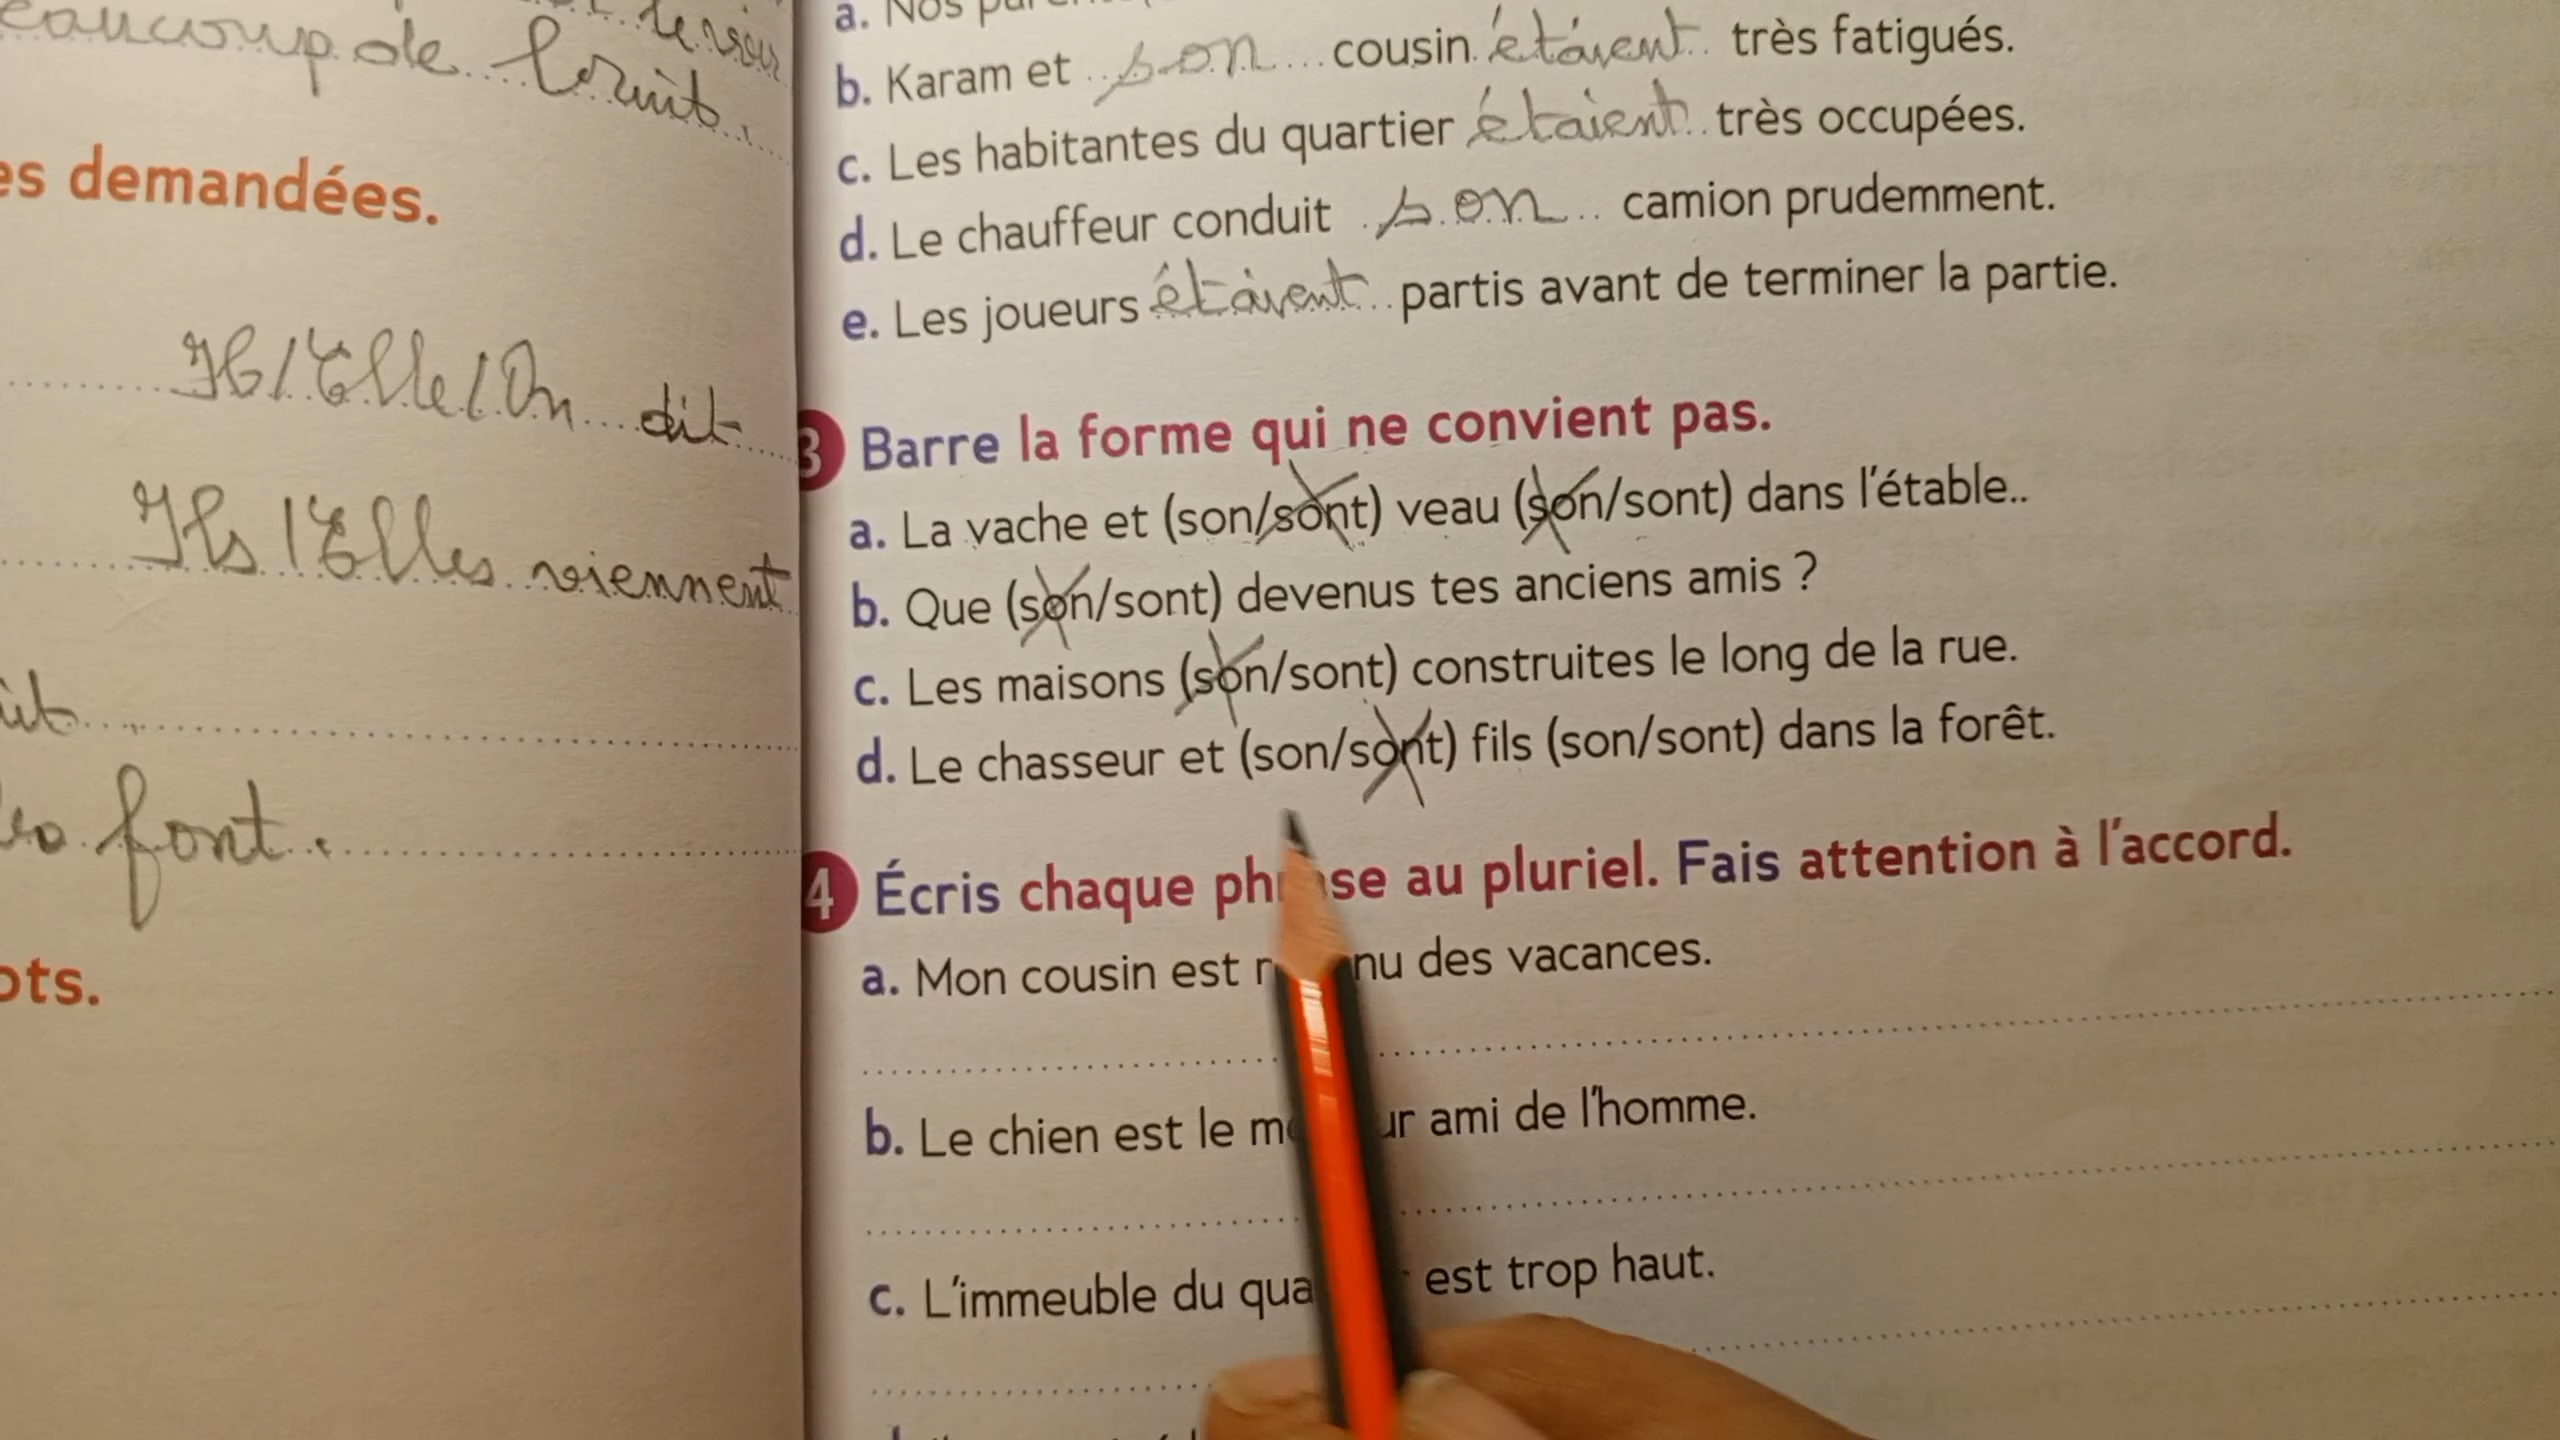 beaucoup de bruit.
es demandées.
Il/Elle/On dit
Ils/Elles viennent
it
font.
ots.
a. Nos
b. Karam et son cousin étaient très fatigués.
c. Les habitantes du quartier étaient très occupées.
d. Le chauffeur conduit son camion prudemment.
e. Les joueurs étaient partis avant de terminer la partie.
3 Barre la forme qui ne convient pas.
a. La vache et (son/sont) veau (son/sont) dans l'étable..
b. Que (son/sont) devenus tes anciens amis ?
c. Les maisons (son/sont) construites le long de la rue.
d. Le chasseur et (son/sont) fils (son/sont) dans la forêt.
4 Écris chaque ph se au pluriel. Fais attention à l'accord.
a. Mon cousin est r nu des vacances.
b. Le chien est le m ur ami de l'homme.
c. L'immeuble du qua est trop haut.